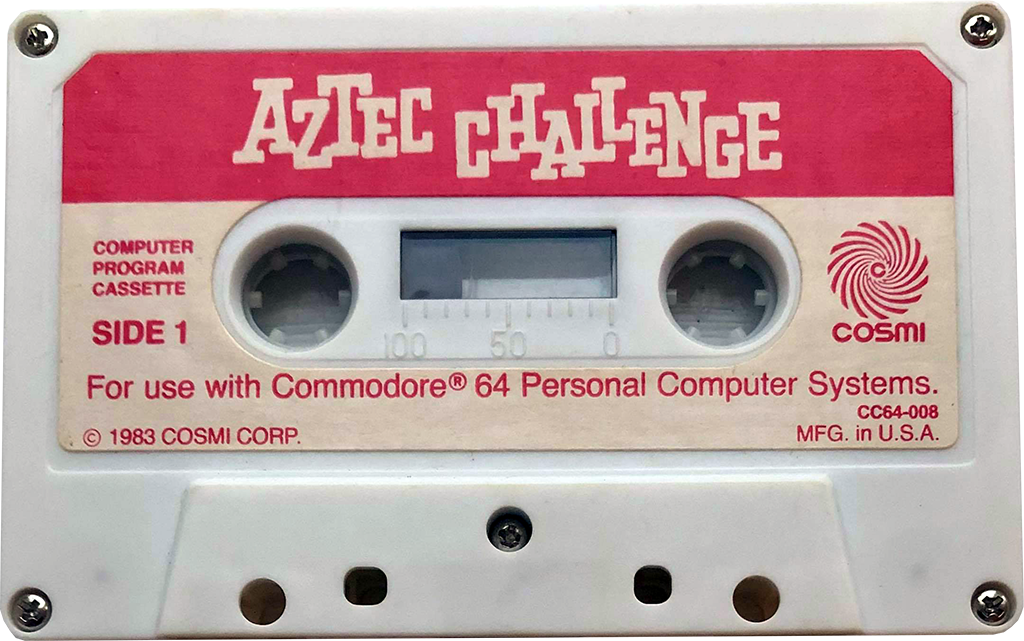 AZTEC CHALLENGE
COMPUTER
PROGRAM
CASSETTE
SIDE 1
COSMI
100 50 0
For use with Commodore® 64 Personal Computer Systems.
CC64-008
© 1983 COSMI CORP.
MFG. in U.S.A.